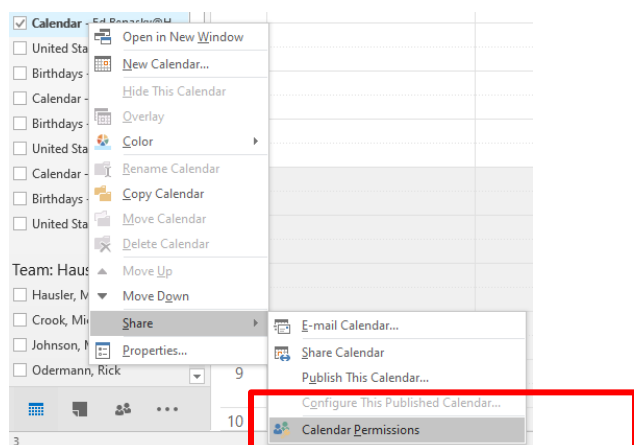 Calendar -
United Sta
Birthdays -
Calendar -
Birthdays -
United Sta
Calendar -
Birthdays -
United Sta
Team: Haus
Hausler, M
Crook, Mi
Johnson, M
Odermann, Rick
3
Open in New Window
New Calendar...
Hide This Calendar
Overlay
Color
Rename Calendar
Copy Calendar
Move Calendar
Delete Calendar
Move Up
Move Down
Share
Properties...
E-mail Calendar...
Share Calendar
Publish This Calendar...
Configure This Published Calendar...
Calendar Permissions
9
10